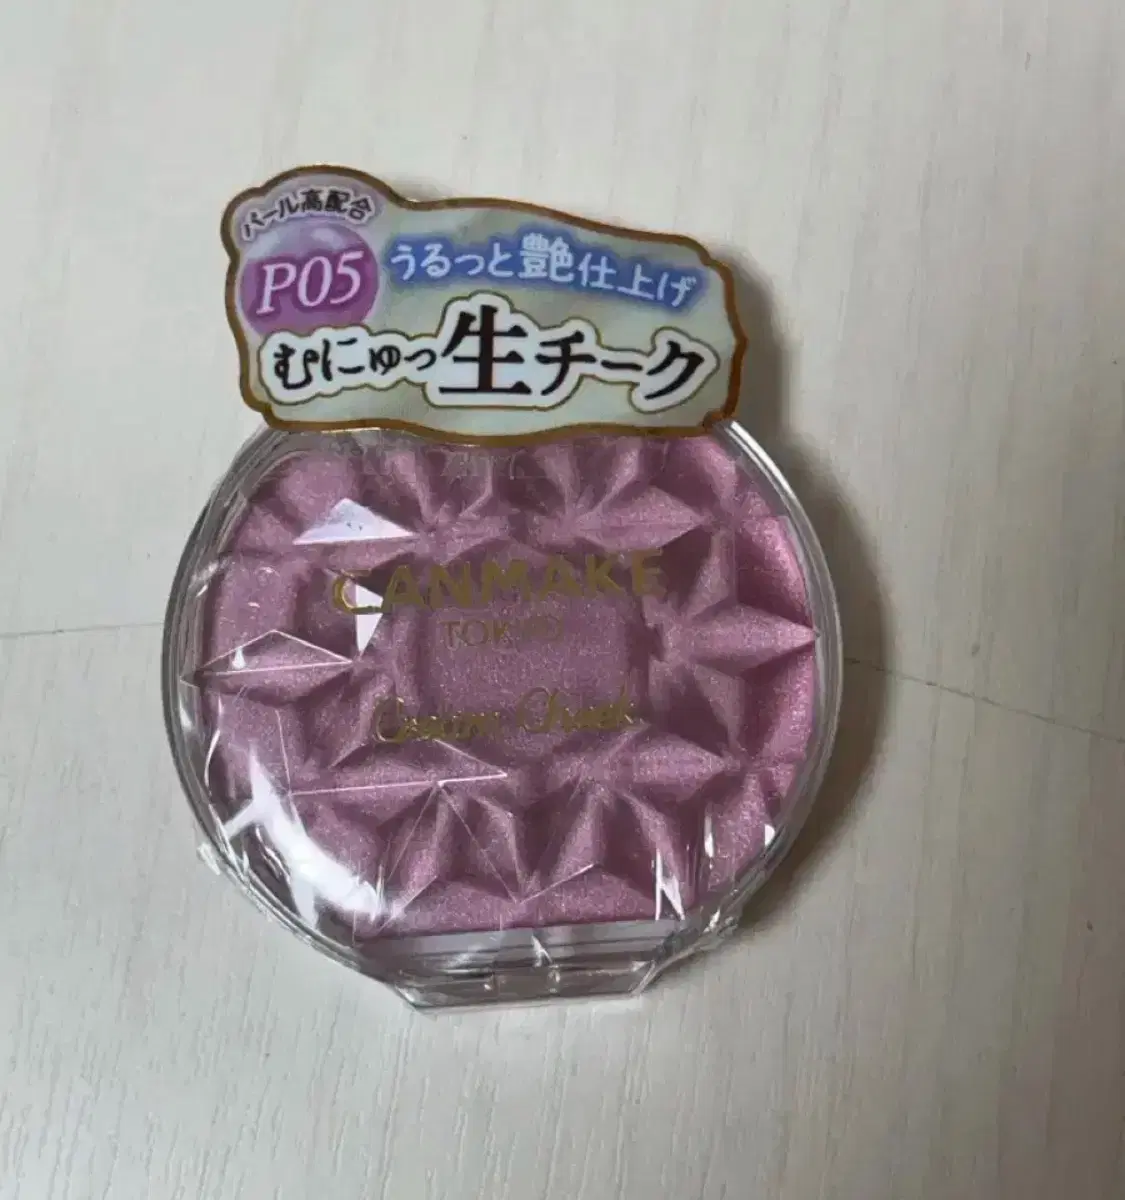 パール高配合
P05
うるっと艶仕上げ
むにゅっ生チーク
CANMAKE
TOKYO
Cream Cheek